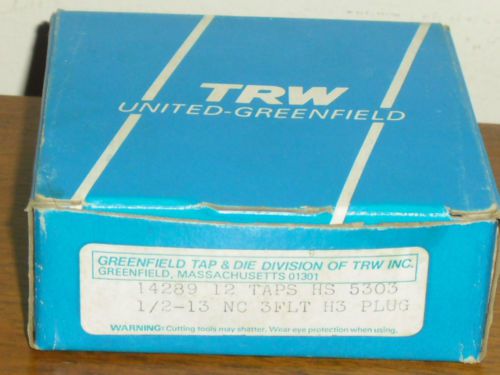 TRW
UNITED-GREENFIELD
GREENFIELD TAP & DIE DIVISION OF TRW INC.
GREENFIELD, MASSACHUSETTS 01301
14289 12 TAPS HS 5303
1/2-13 NC 3FLT H3 PLUG
WARNING: Cutting tools may shatter. Wear eye protection when using.